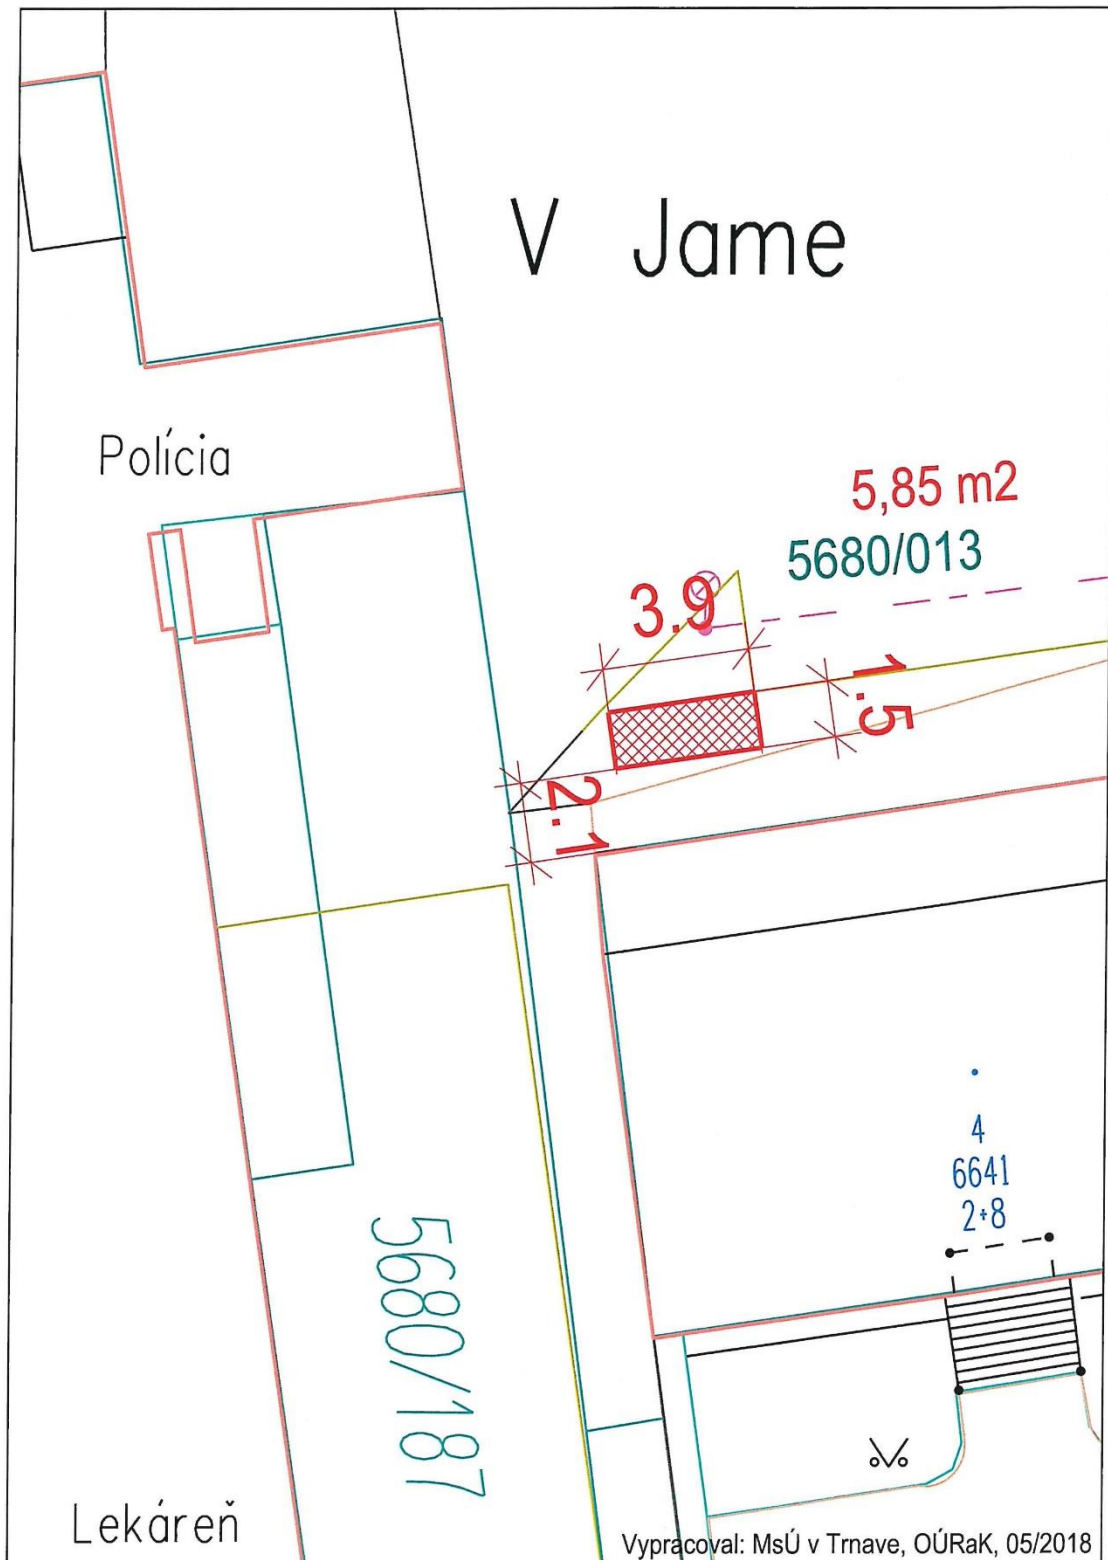 V Jame
Polícia
5,85 m2
5680/013
3.9
1.5
2.1
4
6641
2+8
5680/187
Lekáreň
Vypracoval: MsÚ v Trnave, OÚRaK, 05/2018